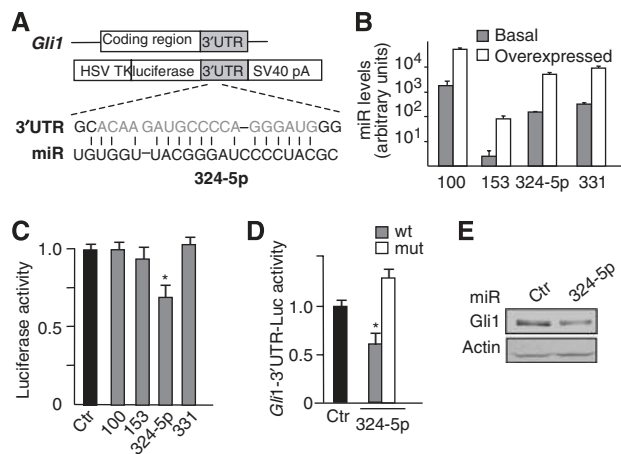 A
Gli1
Coding region
3′UTR
HSV TK
luciferase
3′UTR
SV40 pA
3′UTR
GCACAAGAUGCCCCA–GGGAUGGG
miR
UGUGGU–UACGGGAUCCCCUACGC
324-5p
B
Basal
Overexpressed
miR levels
(arbitrary units)
10⁴
10³
10²
10¹
100 153 324-5p 331
C
Luciferase activity
1.0
0.5
0
*
Ctr 100 153 324-5p 331
D
wt
mut
Gli1-3′UTR-Luc activity
1.0
0.5
0
*
Ctr
324-5p
E
miR
Ctr 324-5p
Gli1
Actin